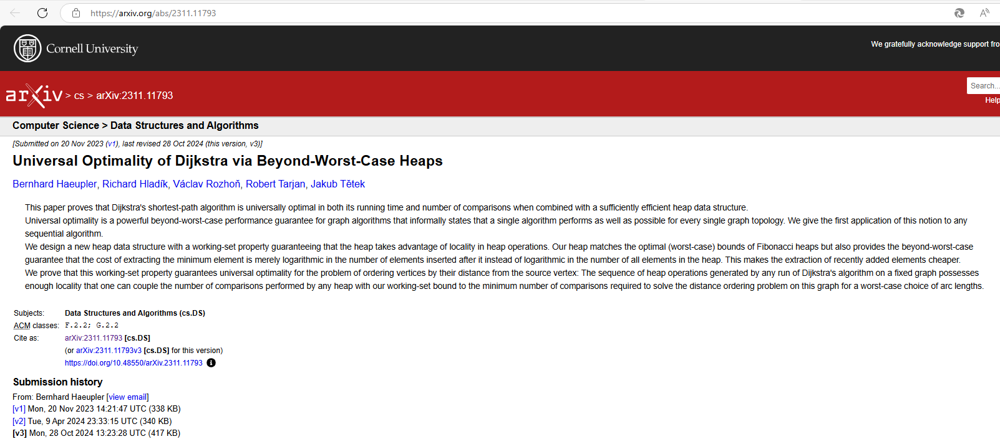 https://arxiv.org/abs/2311.11793
Cornell University
We gratefully acknowledge support fro
arXiv > cs > arXiv:2311.11793
Search...
Help
Computer Science > Data Structures and Algorithms
[Submitted on 20 Nov 2023 (v1), last revised 28 Oct 2024 (this version, v3)]
Universal Optimality of Dijkstra via Beyond-Worst-Case Heaps
Bernhard Haeupler, Richard Hladík, Václav Rozhoň, Robert Tarjan, Jakub Tětek
This paper proves that Dijkstra's shortest-path algorithm is universally optimal in both its running time and number of comparisons when combined with a sufficiently efficient heap data structure.
Universal optimality is a powerful beyond-worst-case performance guarantee for graph algorithms that informally states that a single algorithm performs as well as possible for every single graph topology. We give the first application of this notion to any
sequential algorithm.
We design a new heap data structure with a working-set property guaranteeing that the heap takes advantage of locality in heap operations. Our heap matches the optimal (worst-case) bounds of Fibonacci heaps but also provides the beyond-worst-case
guarantee that the cost of extracting the minimum element is merely logarithmic in the number of elements inserted after it instead of logarithmic in the number of all elements in the heap. This makes the extraction of recently added elements cheaper.
We prove that this working-set property guarantees universal optimality for the problem of ordering vertices by their distance from the source vertex: The sequence of heap operations generated by any run of Dijkstra's algorithm on a fixed graph possesses
enough locality that one can couple the number of comparisons performed by any heap with our working-set bound to the minimum number of comparisons required to solve the distance ordering problem on this graph for a worst-case choice of arc lengths.
Subjects: Data Structures and Algorithms (cs.DS)
ACM classes: F.2.2; G.2.2
Cite as: arXiv:2311.11793 [cs.DS]
(or arXiv:2311.11793v3 [cs.DS] for this version)
https://doi.org/10.48550/arXiv.2311.11793
Submission history
From: Bernhard Haeupler [view email]
[v1] Mon, 20 Nov 2023 14:21:47 UTC (338 KB)
[v2] Tue, 9 Apr 2024 23:33:15 UTC (340 KB)
[v3] Mon, 28 Oct 2024 13:23:28 UTC (417 KB)